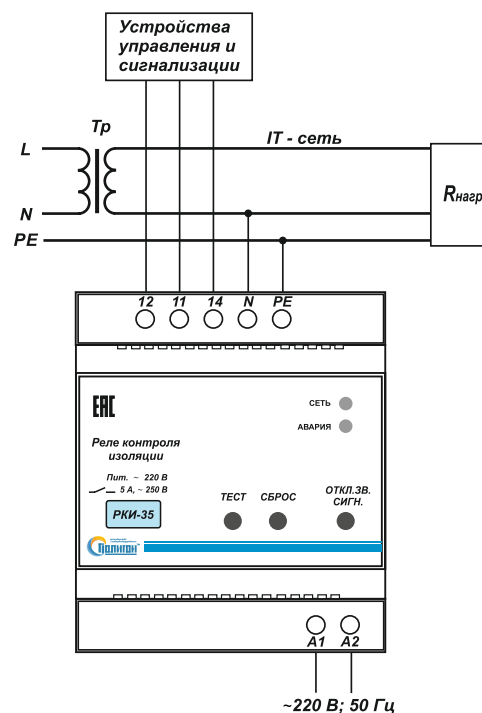 Устройства
управления и
сигнализации
Тр
L
IT - сеть
Rнагр
N
PE
12 11 14 N PE
EAC
СЕТЬ
АВАРИЯ
Реле контроля
изоляции
Пит. ~ 220 В
5 А, ~ 250 В
ТЕСТ СБРОС ОТКЛ.ЗВ.
СИГН.
РКИ-35
Полигон
A1 A2
~220 В; 50 Гц